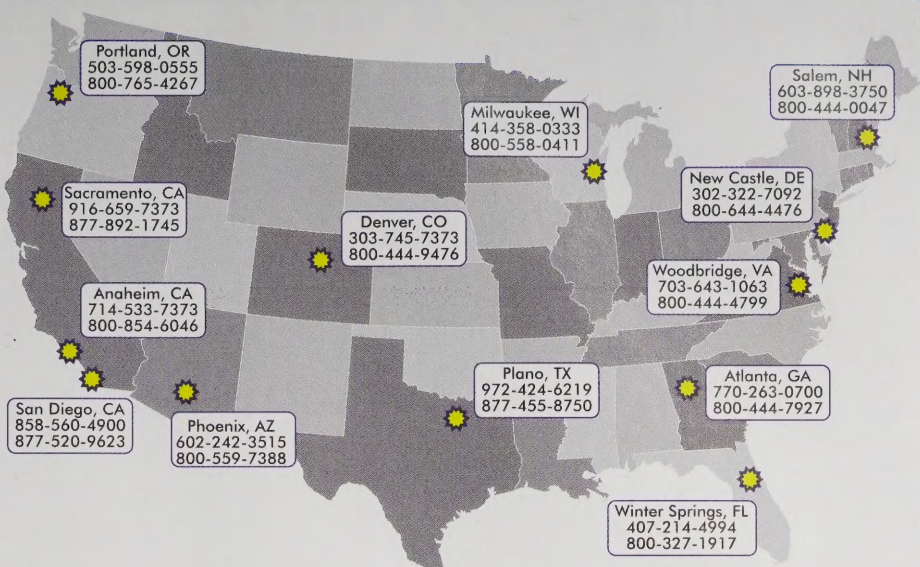 Portland, OR
503-598-0555
800-765-4267
Salem, NH
603-898-3750
800-444-0047
Milwaukee, WI
414-358-0333
800-558-0411
New Castle, DE
302-322-7092
800-644-4476
Sacramento, CA
916-659-7373
877-892-1745
Denver, CO
303-745-7373
800-444-9476
Woodbridge, VA
703-643-1063
800-444-4799
Anaheim, CA
714-533-7373
800-854-6046
Plano, TX
972-424-6219
877-455-8750
Atlanta, GA
770-263-0700
800-444-7927
San Diego, CA
858-560-4900
877-520-9623
Phoenix, AZ
602-242-3515
800-559-7388
Winter Springs, FL
407-214-4994
800-327-1917